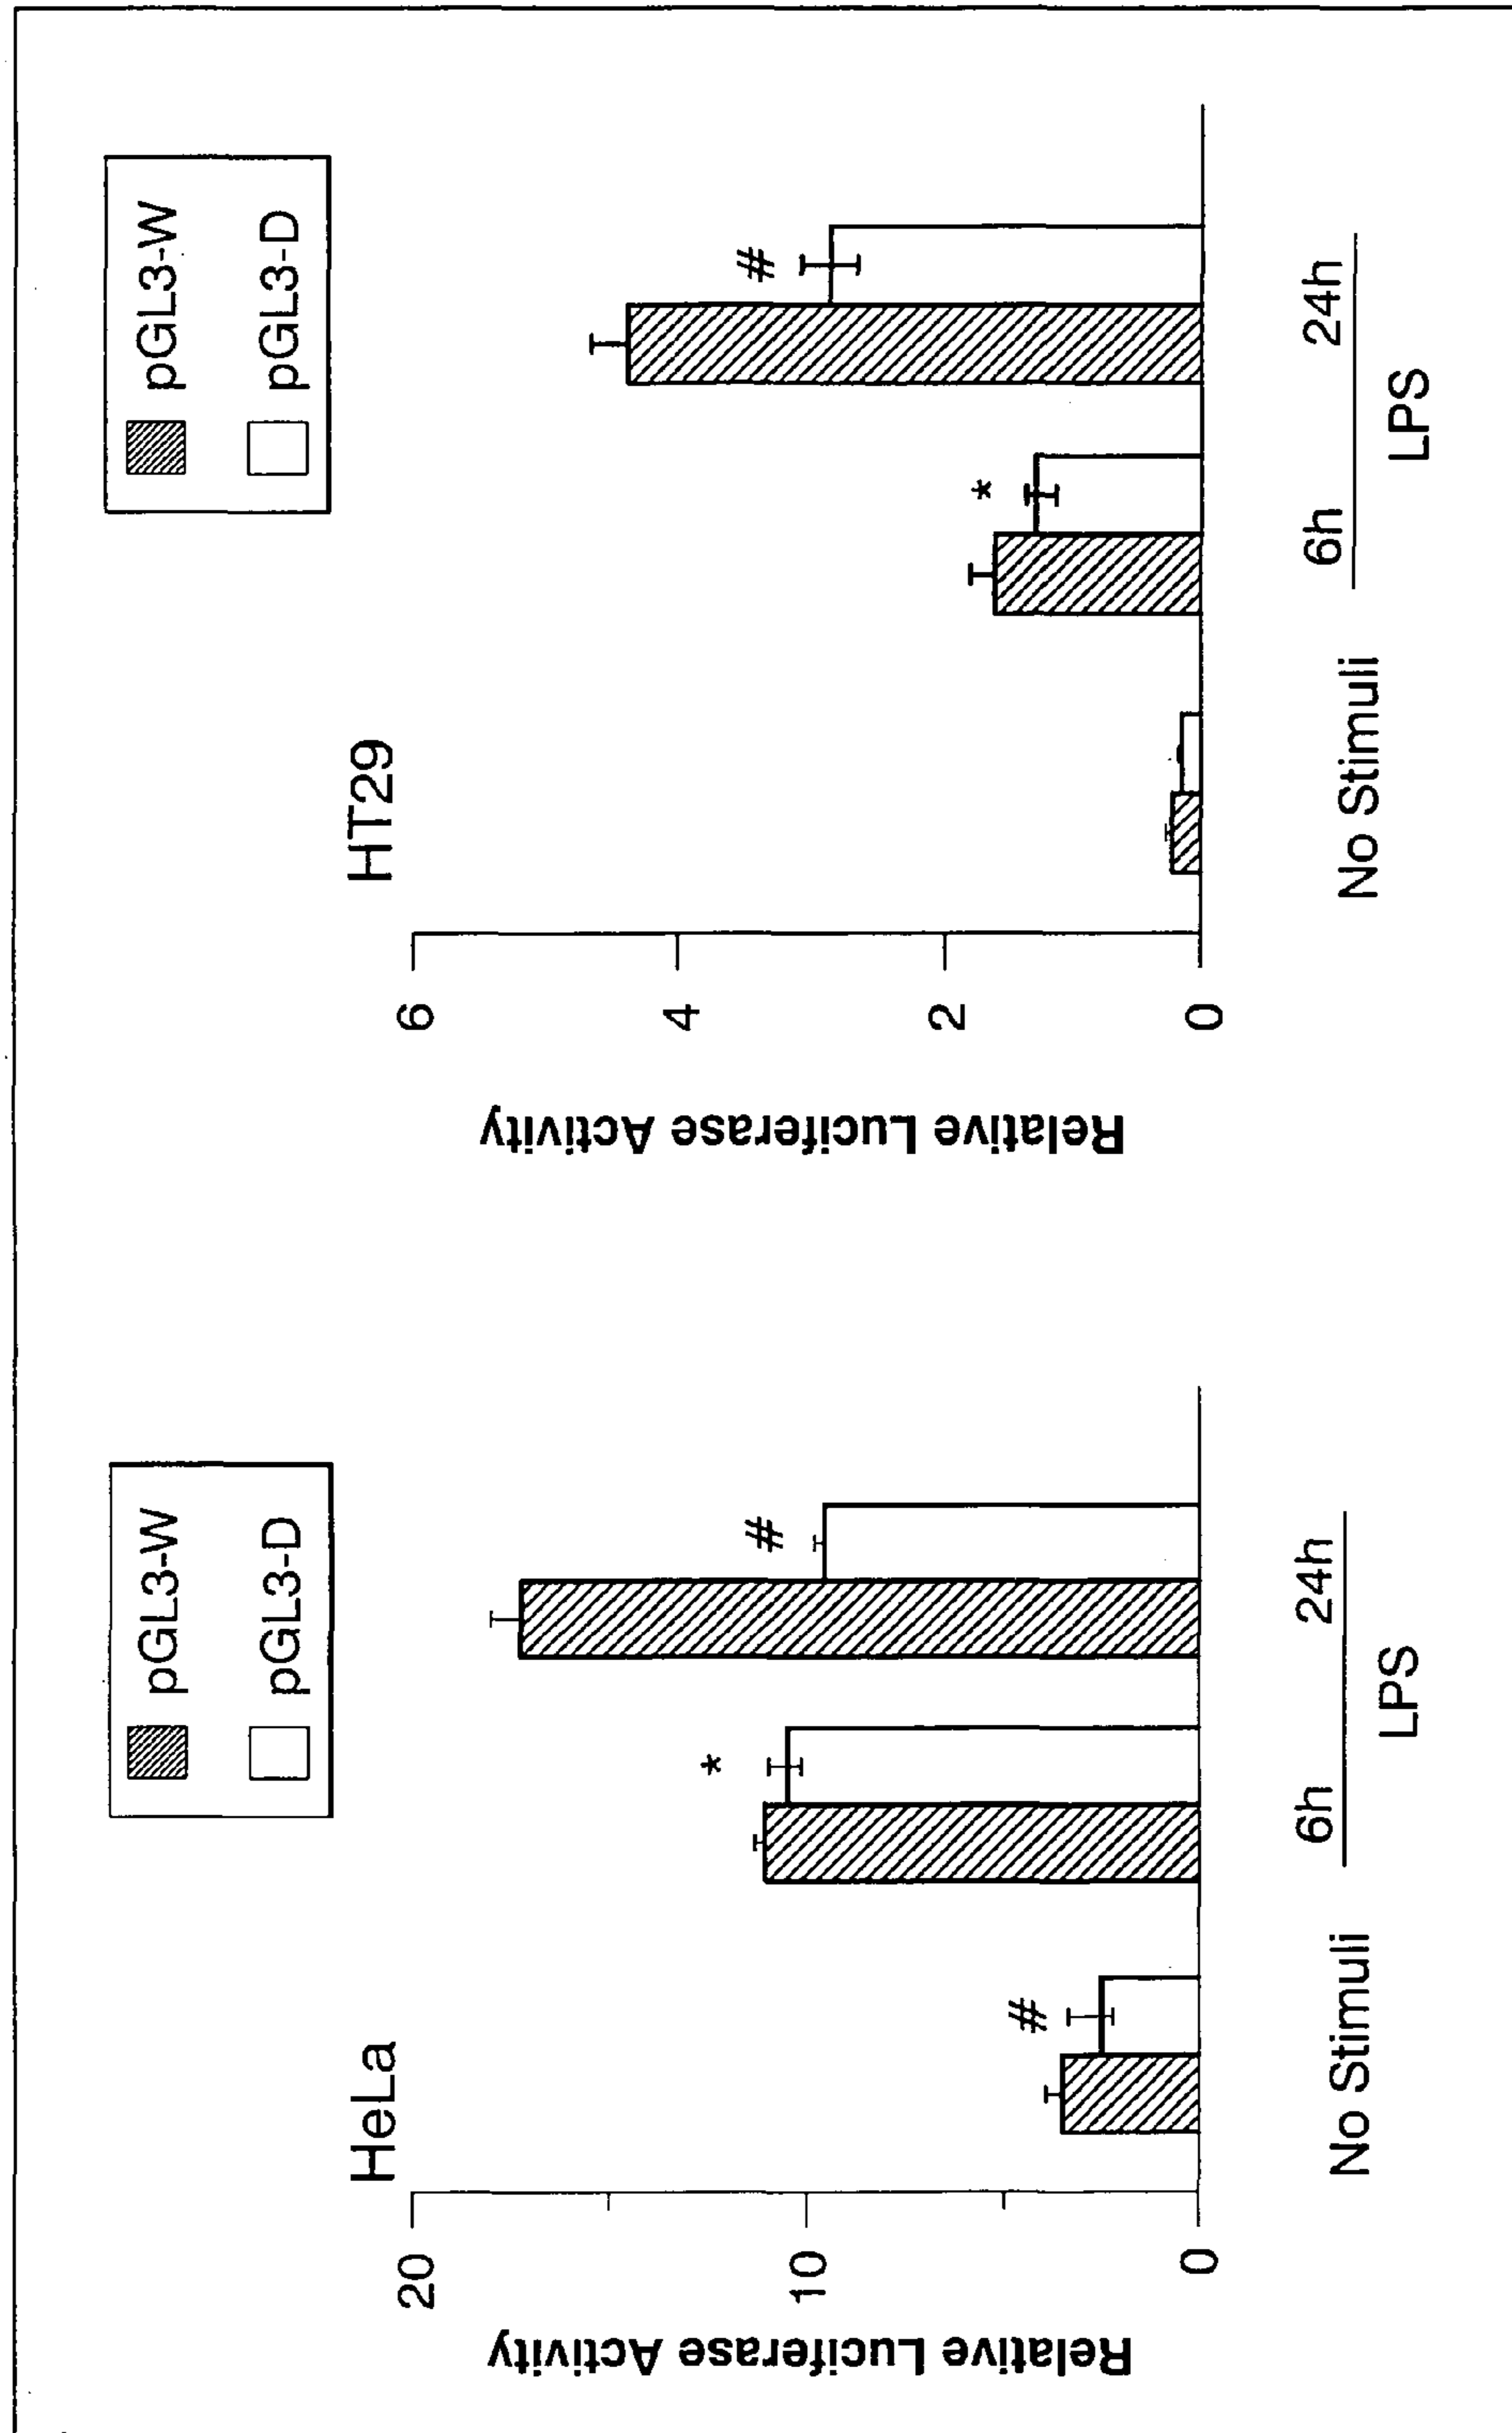 HeLa
pGL3-W
pGL3-D
Relative Luciferase Activity
20
10
0
#
*
#
No Stimuli
6h
24h
LPS
HT29
pGL3-W
pGL3-D
Relative Luciferase Activity
6
4
2
0
*
#
No Stimuli
6h
24h
LPS